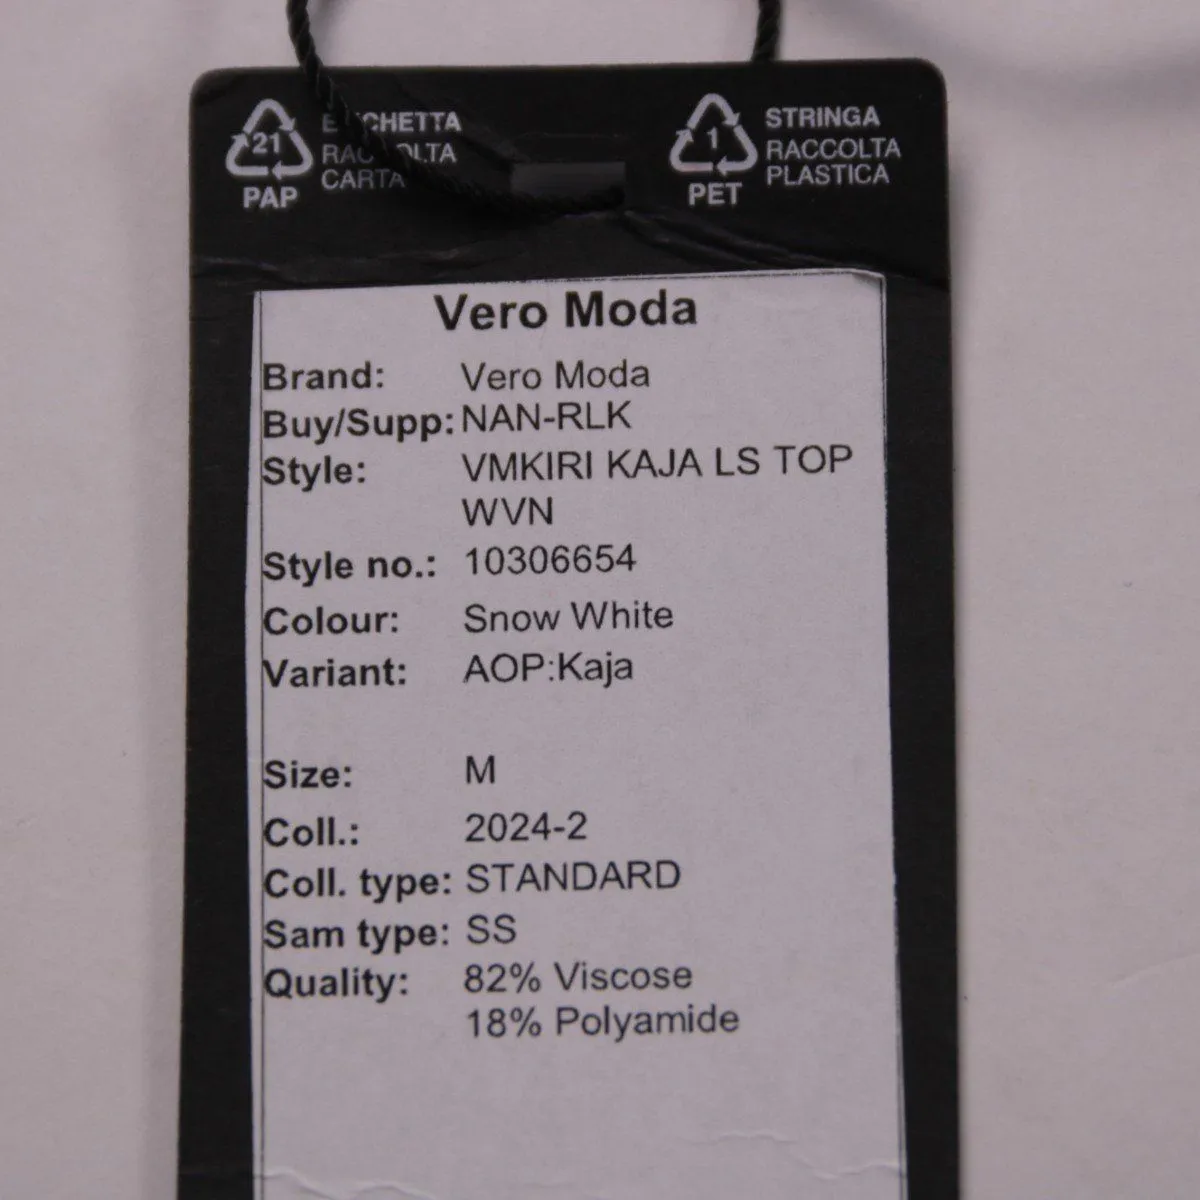 21
PAP
ETICHETTA
RACCOLTA
CARTA
1
PET
STRINGA
RACCOLTA
PLASTICA
Vero Moda
Brand: Vero Moda
Buy/Supp: NAN-RLK
Style: VMKIRI KAJA LS TOP
WVN
Style no.: 10306654
Colour: Snow White
Variant: AOP:Kaja
Size: M
Coll.: 2024-2
Coll. type: STANDARD
Sam type: SS
Quality: 82% Viscose
18% Polyamide